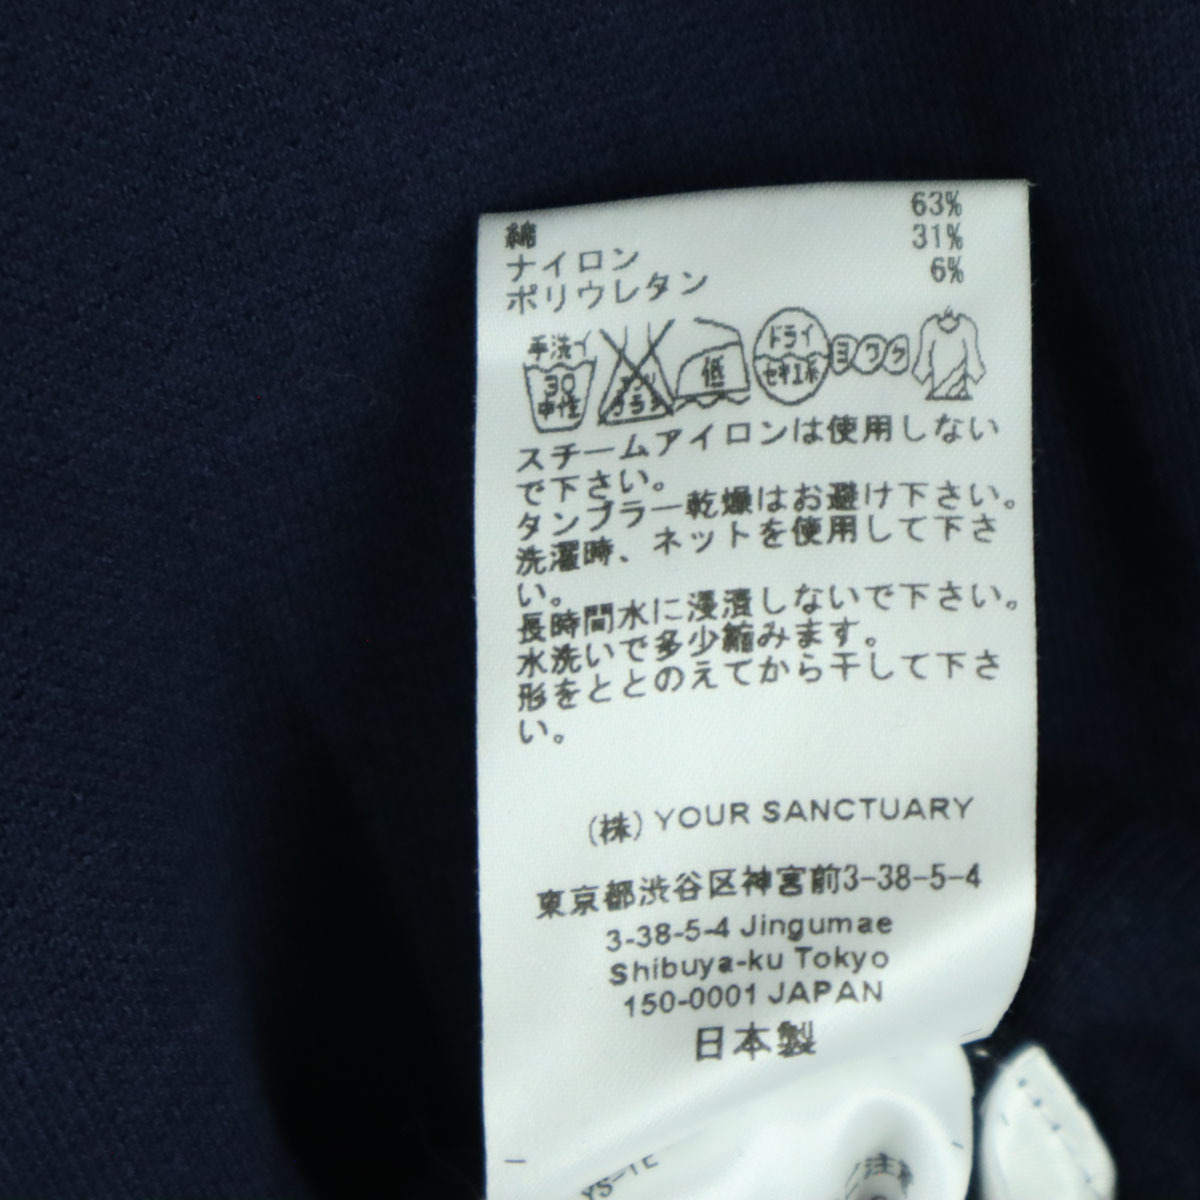 綿 63%
ナイロン 31%
ポリウレタン 6%
手洗イ
30
中性
エンソ
サラシ
低
ドライ
セキユ系
ヨワク
スチームアイロンは使用しない
で下さい。
タンブラー乾燥はお避け下さい。
洗濯時、ネットを使用して下さ
い。
長時間水に浸漬しないで下さい。
水洗いで多少縮みます。
形をととのえてから干して下さ
い。
(株) YOUR SANCTUARY
東京都渋谷区神宮前3-38-5-4
3-38-5-4 Jingumae
Shibuya-ku Tokyo
150-0001 JAPAN
日本製